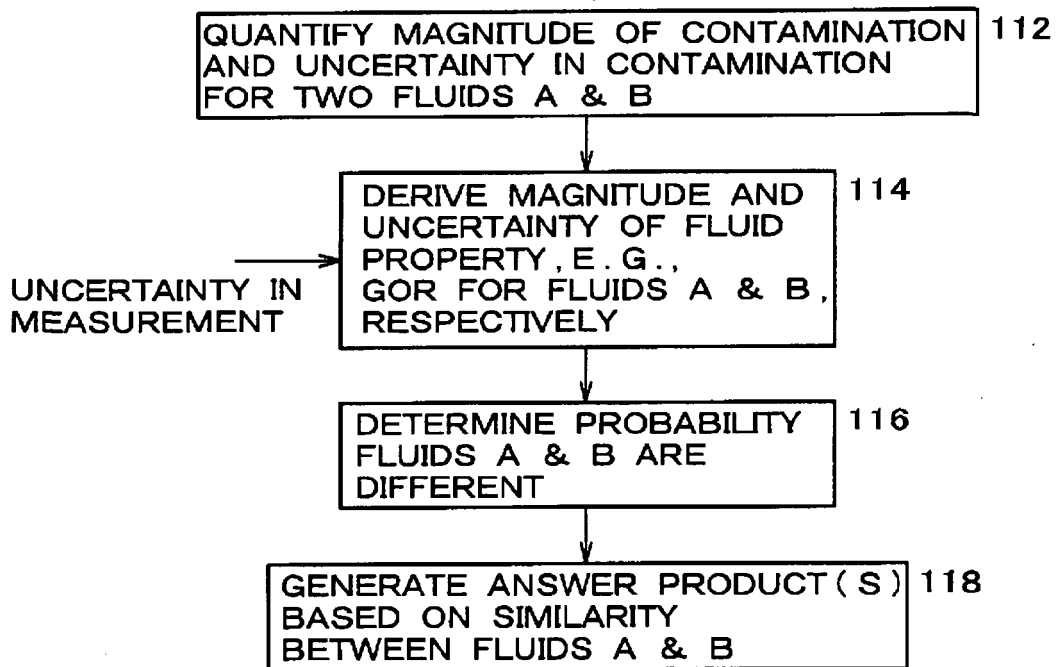 QUANTIFY MAGNITUDE OF CONTAMINATION
AND UNCERTAINTY IN CONTAMINATION
FOR TWO FLUIDS A & B
112
DERIVE MAGNITUDE AND
UNCERTAINTY OF FLUID
PROPERTY, E.G.,
GOR FOR FLUIDS A & B,
RESPECTIVELY
114
UNCERTAINTY IN
MEASUREMENT
DETERMINE PROBABILITY
FLUIDS A & B ARE
DIFFERENT
116
GENERATE ANSWER PRODUCT(S)
BASED ON SIMILARITY
BETWEEN FLUIDS A & B
118